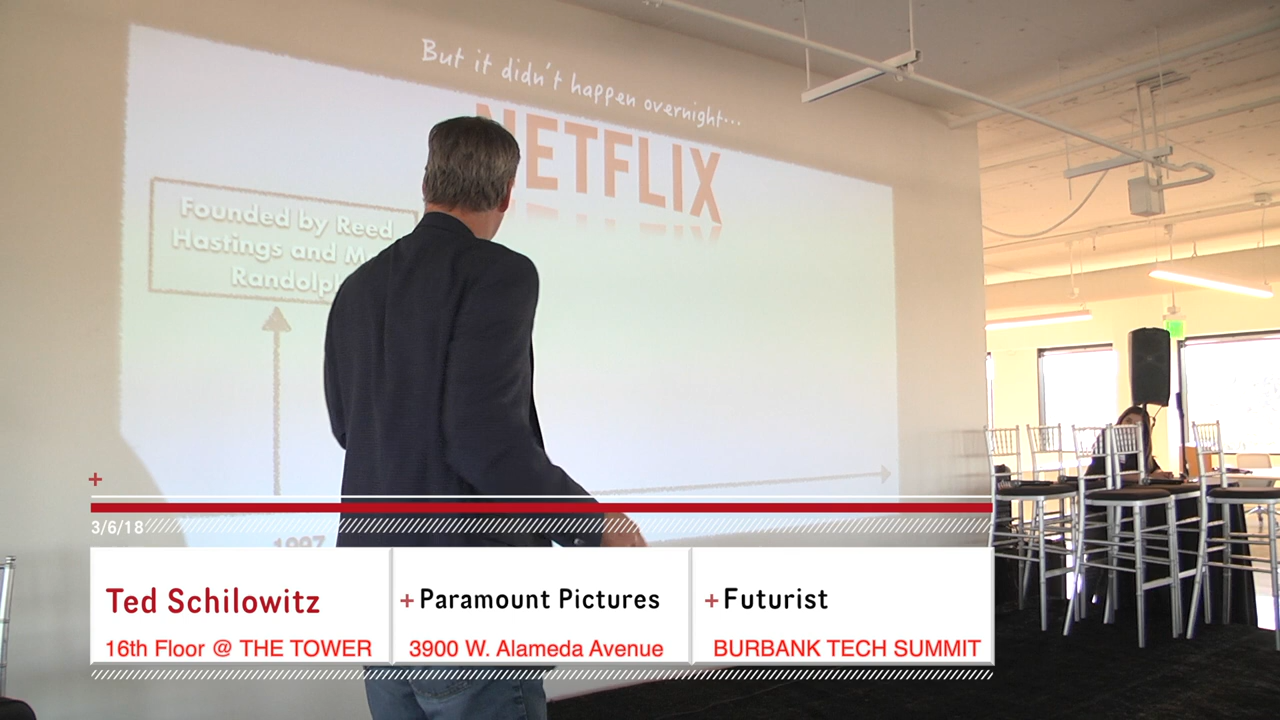 But it didn't happen overnight...
NETFLIX
Founded by Reed
Hastings and
Randolph
1997
3/6/18
Ted Schilowitz
+ Paramount Pictures
+ Futurist
16th Floor @ THE TOWER
3900 W. Alameda Avenue
BURBANK TECH SUMMIT